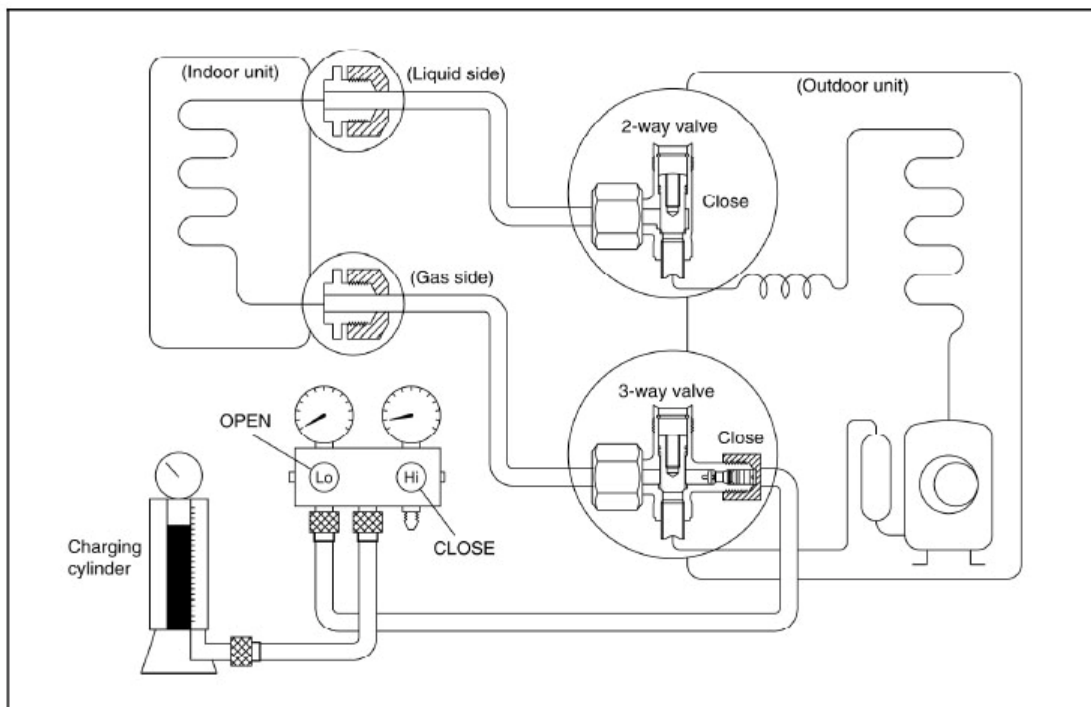 (Indoor unit)
(Liquid side)
(Outdoor unit)
2-way valve
Close
(Gas side)
3-way valve
Close
OPEN
Lo
Hi
CLOSE
Charging
cylinder